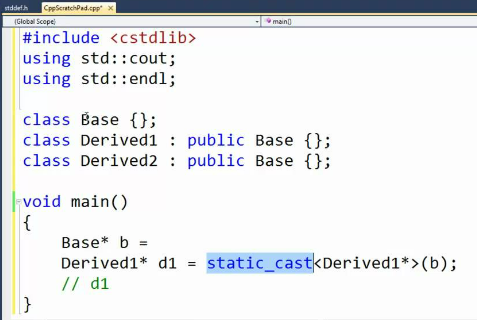 stddef.h CppScratchPad.cpp*
(Global Scope) main()
#include <cstdlib>
using std::cout;
using std::endl;
class Base {};
class Derived1 : public Base {};
class Derived2 : public Base {};
void main()
{
Base* b =
Derived1* d1 = static_cast<Derived1*>(b);
// d1
}